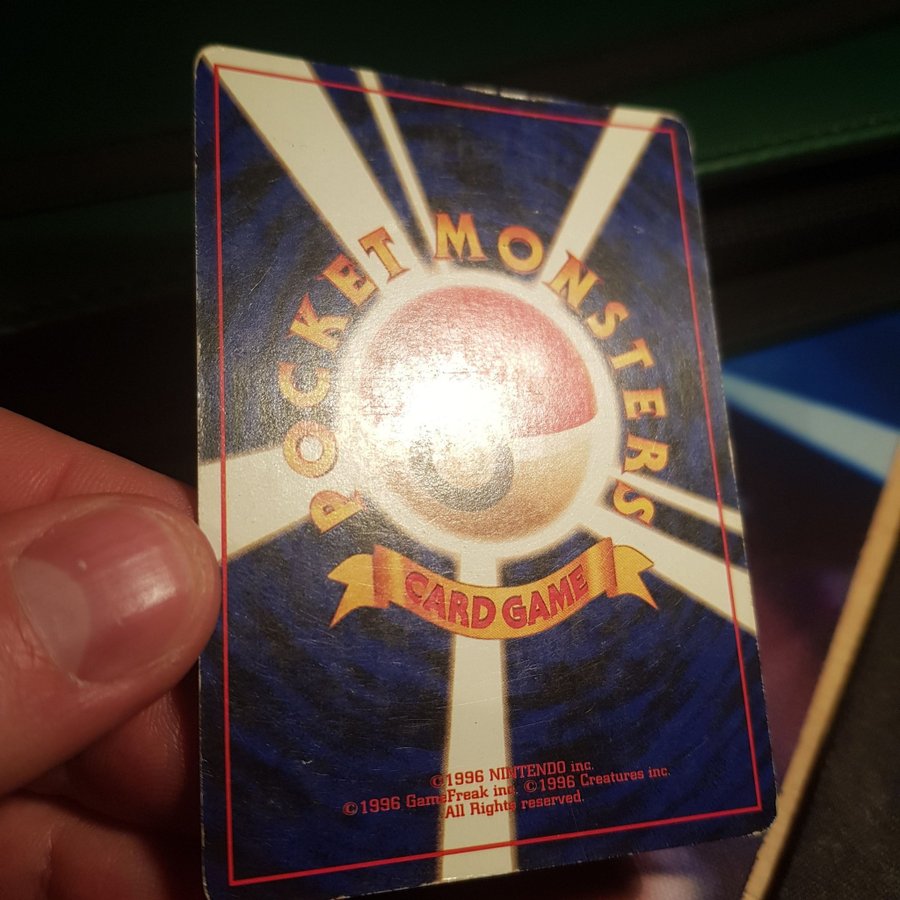 POCKET MONSTERS
CARD GAME
©1996 NINTENDO inc.
©1996 GameFreak inc. ©1996 Creatures inc.
All Rights reserved.